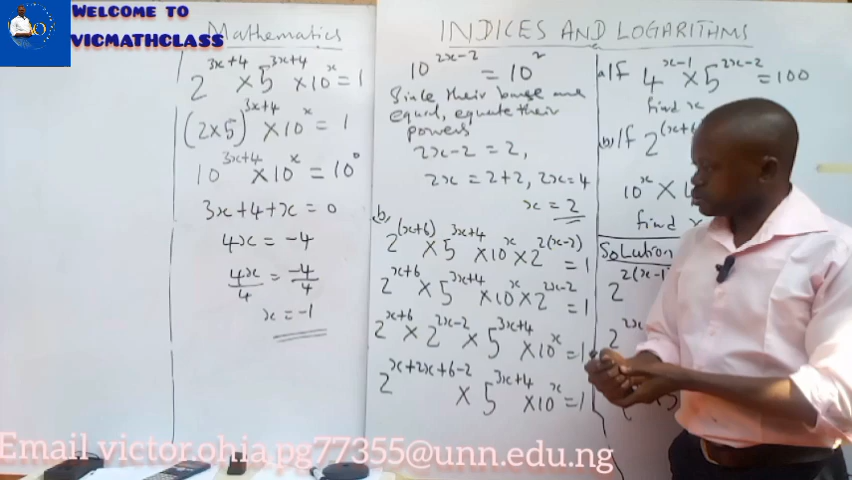 WELCOME TO
VICMATHCLASS
Mathematics
2^{3x+4} × 5^{3x+4} × 10^x = 1
(2×5)^{3x+4} × 10^x = 1
10^{3x+4} × 10^x = 10^0
3x+4+x = 0
4x = -4
4x/4 = -4/4
x = -1
INDICES AND LOGARITHMS
10^{2x-2} = 10^2
Since their base are
equal, equate their
powers
2x-2 = 2,
2x = 2+2, 2x=4
x = 2
b,
2^{(x+6)} × 5^{3x+4} × 10^x × 2^{2(x-2)} = 1
2^{x+6} × 5^{3x+4} × 10^x × 2^{2x-2} = 1
2^{x+6} × 2^{2x-2} × 5^{3x+4} × 10^x = 1
2^{x+2x+6-2} × 5^{3x+4} × 10^x = 1
a, If 4^{x-1} × 5^{2x-2} = 100
find x
(b) If 2^{(x+6
10^x ×
find x
Solution
2^{2(x-1)
2^{2x
Email victor.ohia.pg77355@unn.edu.ng